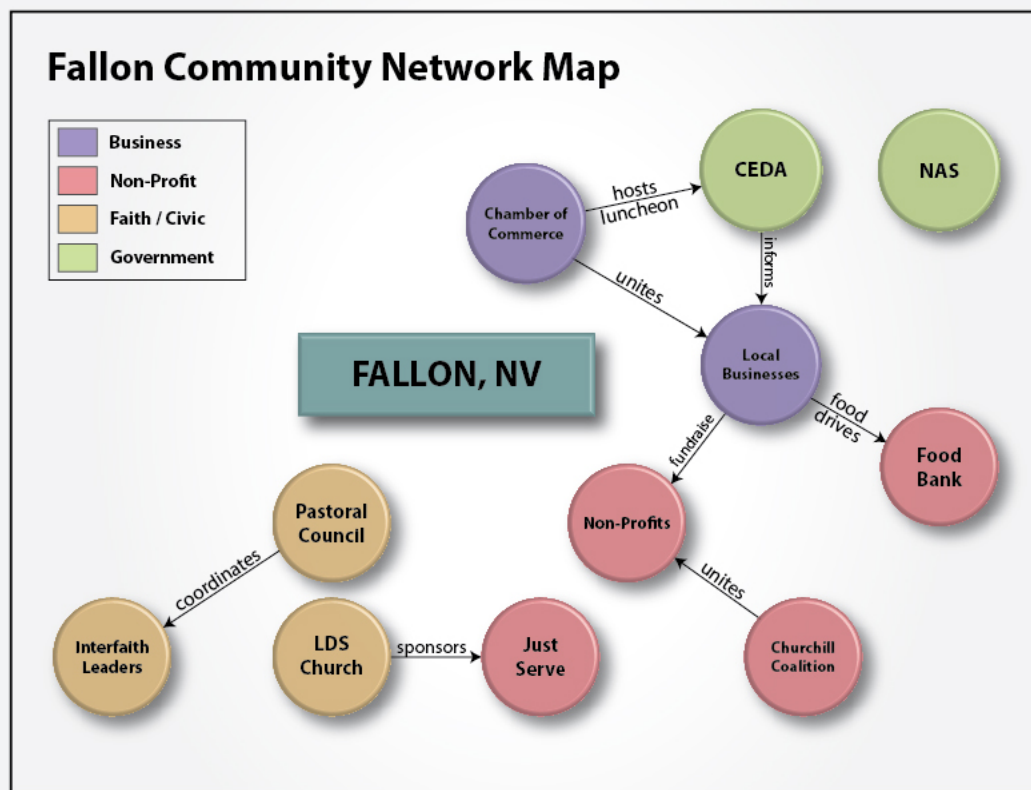 Fallon Community Network Map
Business
Non-Profit
Faith / Civic
Government
CEDA
NAS
Chamber of
Commerce
hosts
luncheon
informs
unites
Local
Businesses
FALLON, NV
food
drives
fundraise
Food
Bank
Pastoral
Council
Non-Profits
coordinates
unites
Interfaith
Leaders
LDS
Church
sponsors
Just
Serve
Churchill
Coalition